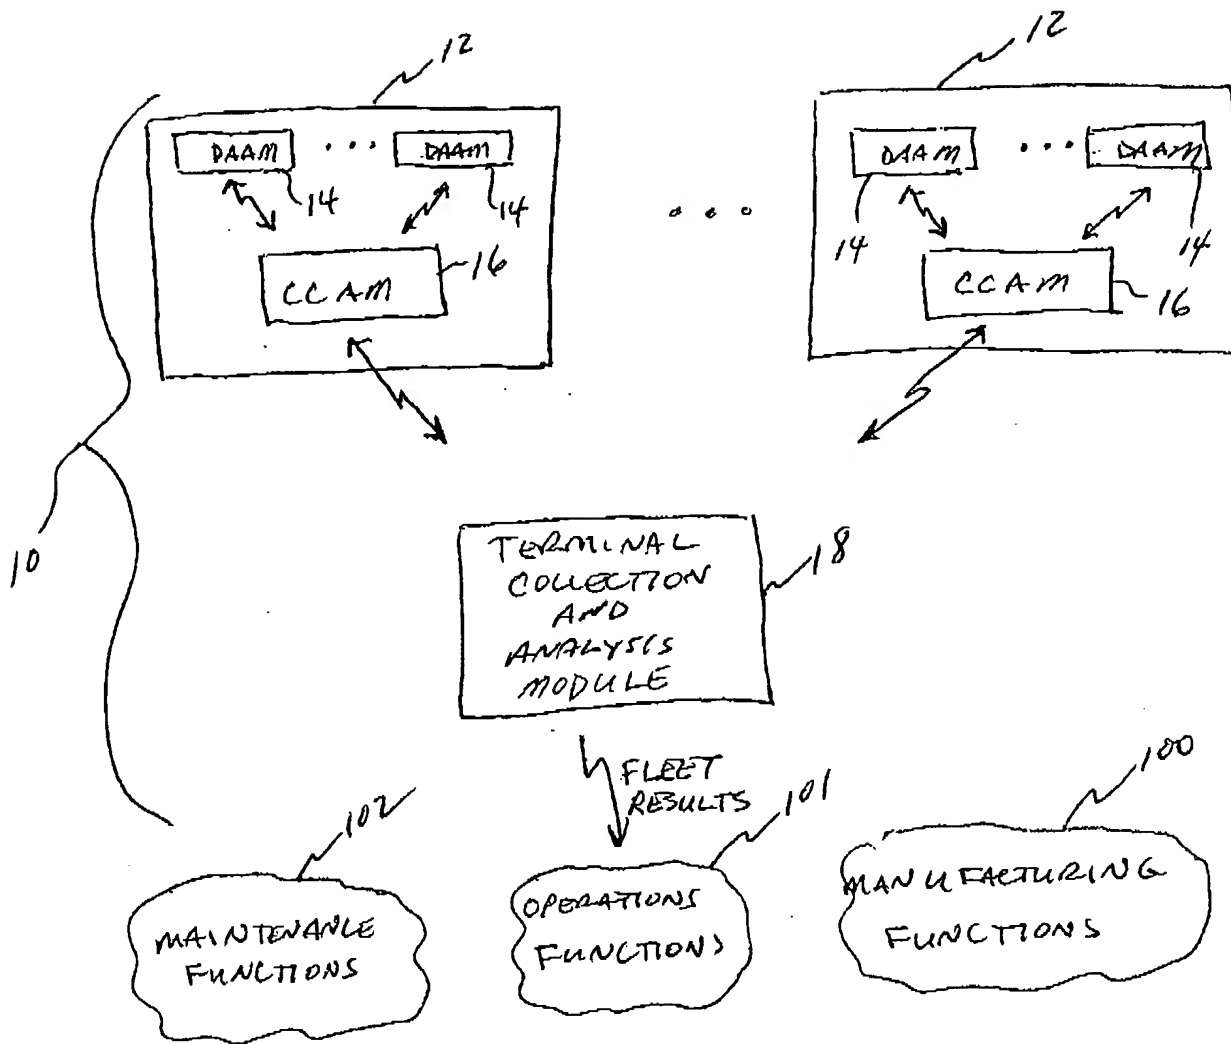 12
12
DAAM ... DAAM
DAAM ... DAAM
14
14
14
14
CCAM
16
CCAM
16
...
10
TERMINAL
COLLECTION
AND
ANALYSIS
MODULE
18
FLEET
RESULTS
102
101
100
MAINTENANCE
FUNCTIONS
OPERATIONS
FUNCTIONS
MANUFACTURING
FUNCTIONS